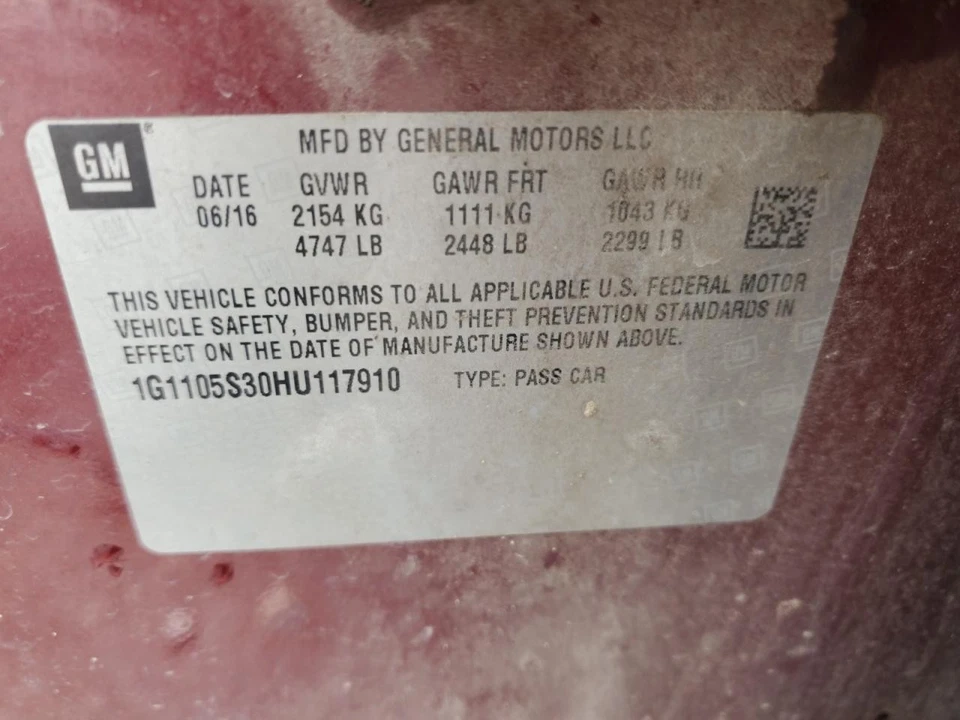 GM®
MFD BY GENERAL MOTORS LLC
DATE GVWR GAWR FRT GAWR RR
06/16 2154 KG 1111 KG 1043 KG
4747 LB 2448 LB 2299 LB
THIS VEHICLE CONFORMS TO ALL APPLICABLE U.S. FEDERAL MOTOR
VEHICLE SAFETY, BUMPER, AND THEFT PREVENTION STANDARDS IN
EFFECT ON THE DATE OF MANUFACTURE SHOWN ABOVE.
1G1105S30HU117910 TYPE: PASS CAR